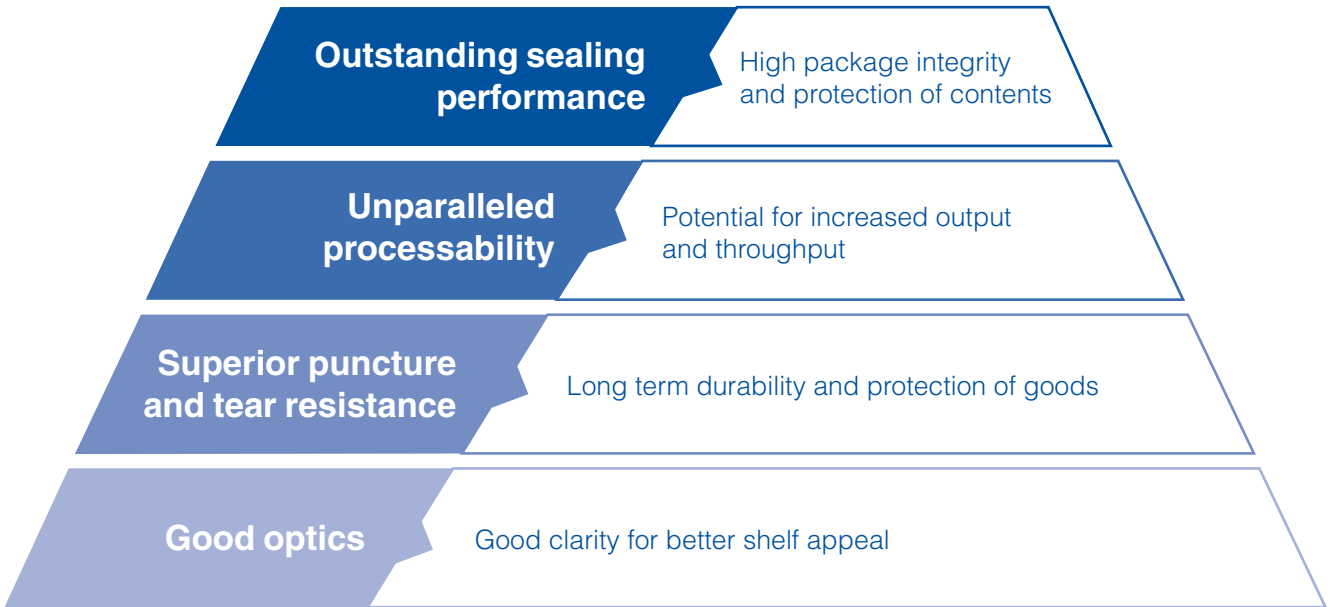 Outstanding sealing
performance
High package integrity
and protection of contents
Unparalleled
processability
Potential for increased output
and throughput
Superior puncture
and tear resistance
Long term durability and protection of goods
Good optics
Good clarity for better shelf appeal